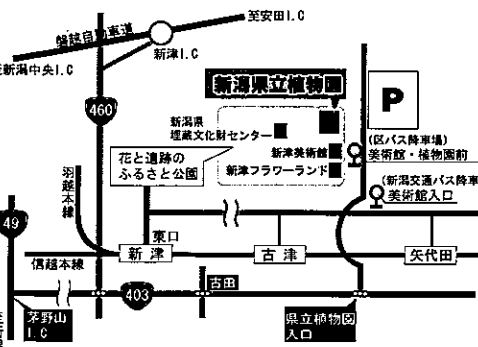 至安田I.C
磐越自動車道
新津I.C
至新潟中央I.C
新潟県立植物園
P
460
新潟県
埋蔵文化財センター
新津美術館
新津フラワーランド
(区バス降車場)
美術館・植物園前
花と遺跡の
ふるさと公園
(新潟交通バス降車
美術館入口
羽越本線
49
東口
新津
古津
矢代田
信越本線
403
古田
茅野山
I.C
県立植物園
入口